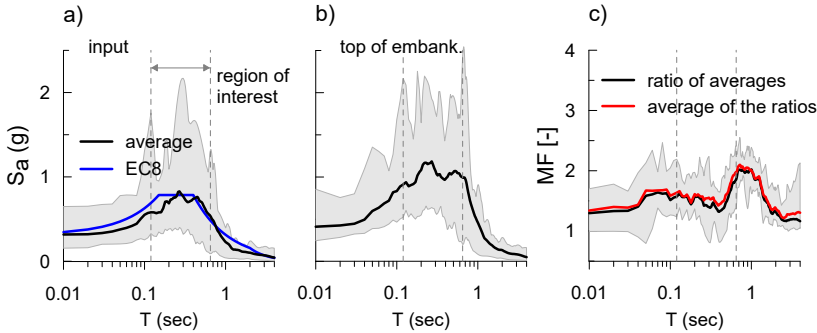 a)
input
region of
interest
average
EC8
Sa (g)
2
1
0
0.01
0.1
1
T (sec)
b)
top of embank.
0.01
0.1
1
T (sec)
c)
ratio of averages
average of the ratios
MF [-]
4
3
2
1
0.01
0.1
1
T (sec)